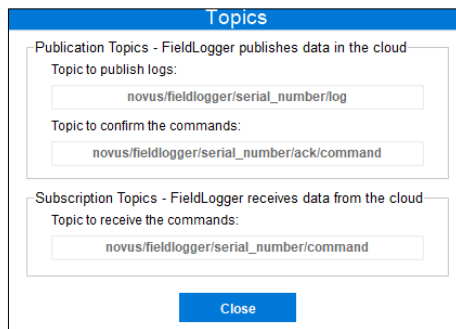 Topics
Publication Topics - FieldLogger publishes data in the cloud
Topic to publish logs:
novus/fieldlogger/serial_number/log
Topic to confirm the commands:
novus/fieldlogger/serial_number/ack/command
Subscription Topics - FieldLogger receives data from the cloud
Topic to receive the commands:
novus/fieldlogger/serial_number/command
Close